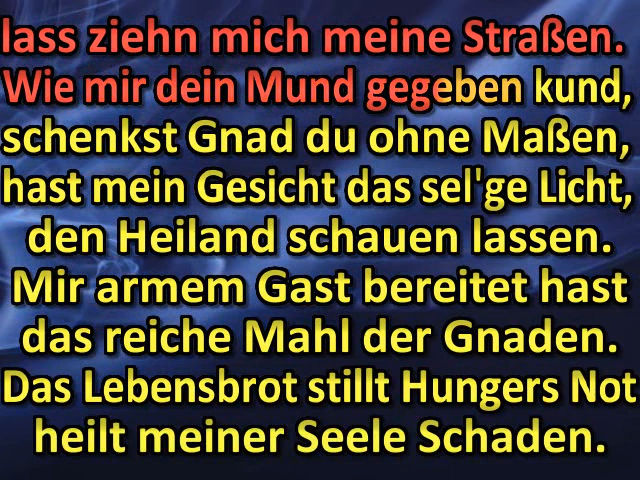 lass ziehn mich meine Straßen.
Wie mir dein Mund gegeben kund,
schenkst Gnad du ohne Maßen,
hast mein Gesicht das sel'ge Licht,
den Heiland schauen lassen.
Mir armem Gast bereitet hast
das reiche Mahl der Gnaden.
Das Lebensbrot stillt Hungers Not
heilt meiner Seele Schaden.